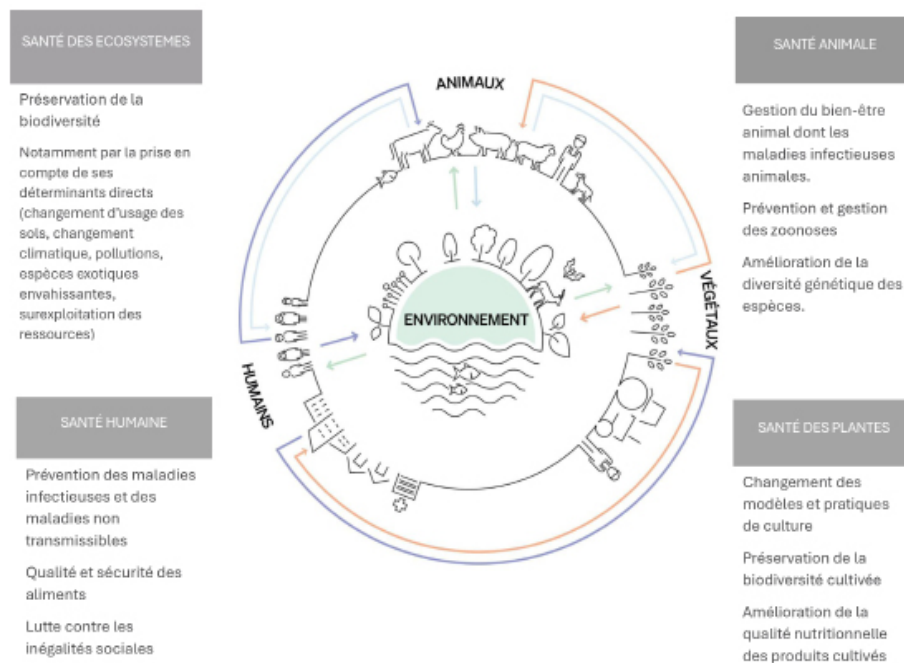 SANTÉ DES ECOSYSTEMES
Préservation de la
biodiversité
Notamment par la prise en
compte de ses
déterminants directs
(changement d'usage des
sols, changement
climatique, pollutions,
espèces exotiques
envahissantes,
surexploitation des
ressources)
SANTÉ HUMAINE
Prévention des maladies
infectieuses et des
maladies non
transmissibles
Qualité et sécurité des
aliments
Lutte contre les
inégalités sociales
ANIMAUX
ENVIRONNEMENT
VÉGÉTAUX
HUMAINS
SANTÉ ANIMALE
Gestion du bien-être
animal dont les
maladies infectieuses
animales.
Prévention et gestion
des zoonoses
Amélioration de la
diversité génétique des
espèces.
SANTÉ DES PLANTES
Changement des
modèles et pratiques
de culture
Préservation de la
biodiversité cultivée
Amélioration de la
qualité nutritionnelle
des produits cultivés